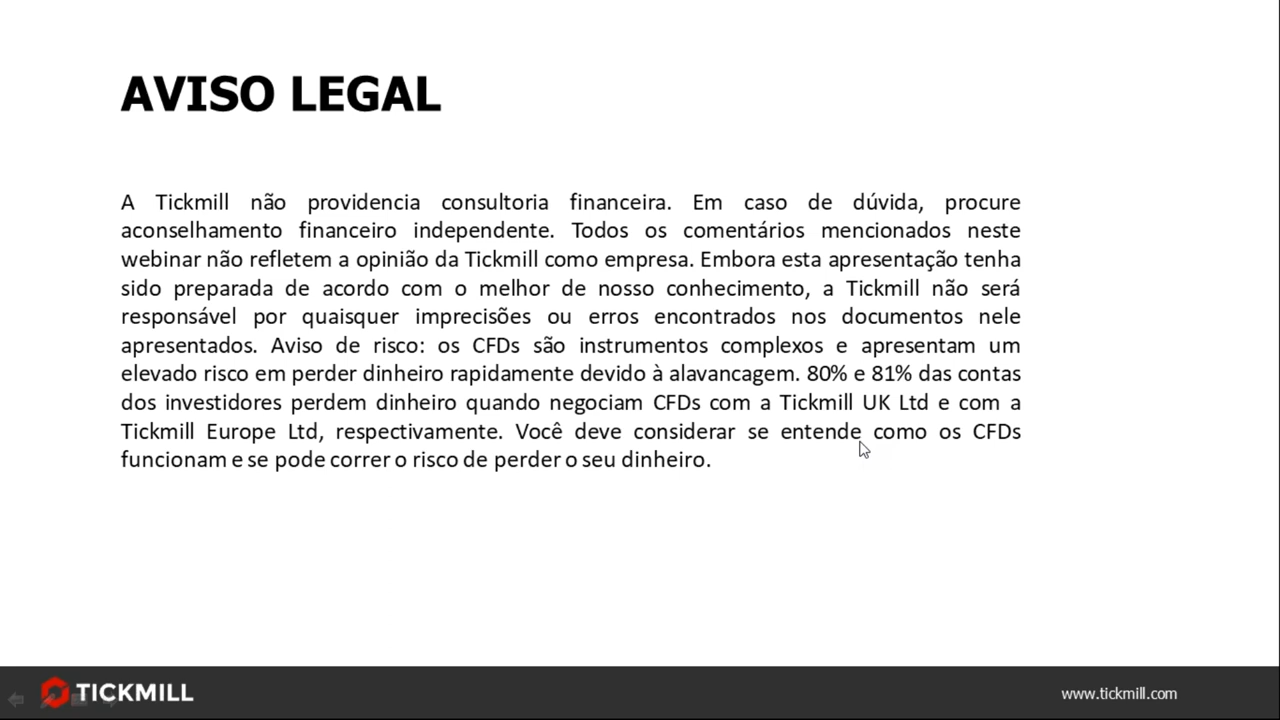 AVISO LEGAL
A Tickmill não providencia consultoria financeira. Em caso de dúvida, procure
aconselhamento financeiro independente. Todos os comentários mencionados neste
webinar não refletem a opinião da Tickmill como empresa. Embora esta apresentação tenha
sido preparada de acordo com o melhor de nosso conhecimento, a Tickmill não será
responsável por quaisquer imprecisões ou erros encontrados nos documentos nele
apresentados. Aviso de risco: os CFDs são instrumentos complexos e apresentam um
elevado risco em perder dinheiro rapidamente devido à alavancagem. 80% e 81% das contas
dos investidores perdem dinheiro quando negociam CFDs com a Tickmill UK Ltd e com a
Tickmill Europe Ltd, respectivamente. Você deve considerar se entende como os CFDs
funcionam e se pode correr o risco de perder o seu dinheiro.
TICKMILL
www.tickmill.com